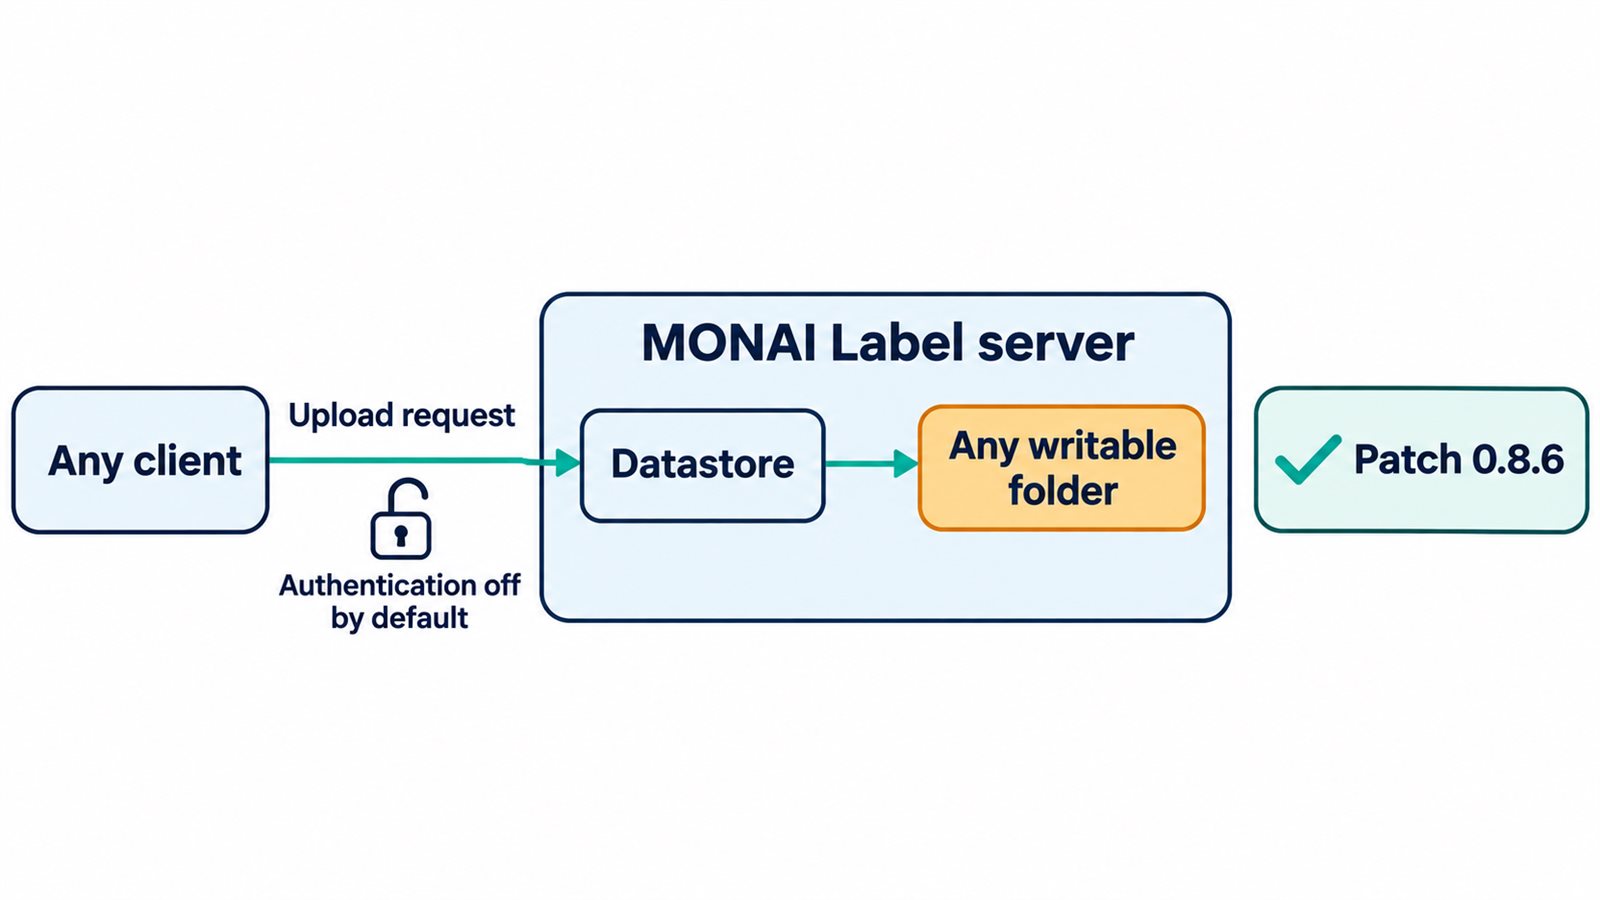 MONAI Label server
Any client
Upload request
Authentication off
by default
Datastore
Any writable
folder
Patch 0.8.6